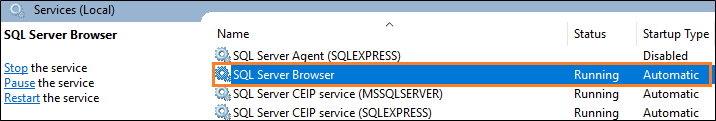 Services (Local)
SQL Server Browser
Stop the service
Pause the service
Restart the service
Name Status Startup Type
SQL Server Agent (SQLEXPRESS) Disabled
SQL Server Browser Running Automatic
SQL Server CEIP service (MSSQLSERVER) Running Automatic
SQL Server CEIP service (SQLEXPRESS) Running Automatic